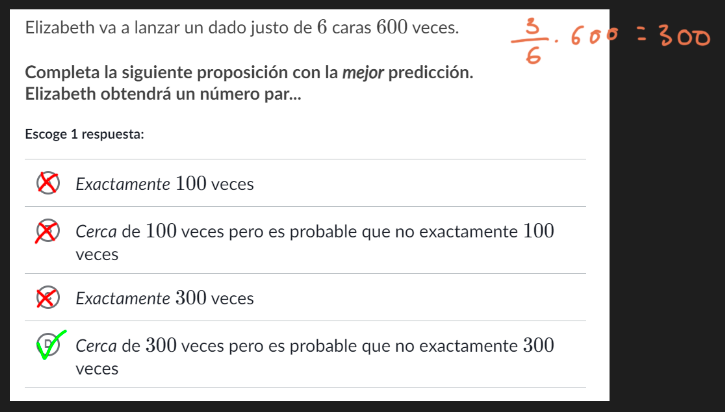 Elizabeth va a lanzar un dado justo de 6 caras 600 veces.
3/6 · 600 = 300
Completa la siguiente proposición con la mejor predicción.
Elizabeth obtendrá un número par...
Escoge 1 respuesta:
Exactamente 100 veces
Cerca de 100 veces pero es probable que no exactamente 100
veces
Exactamente 300 veces
D Cerca de 300 veces pero es probable que no exactamente 300
veces